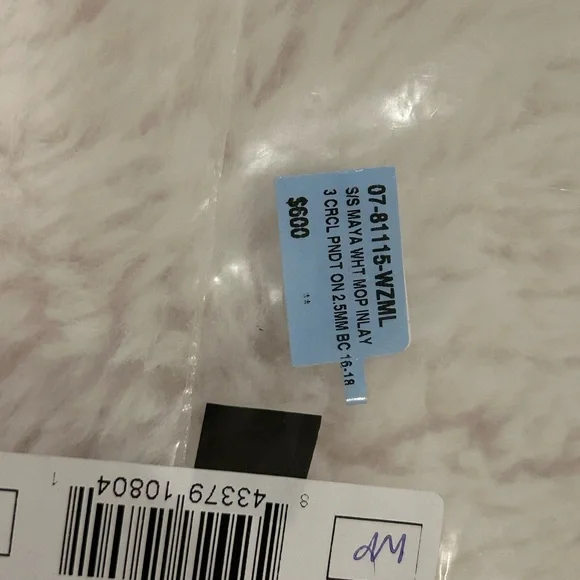 07-81115-WZML
S/S MAYA WHT MOP INLAY
3 CRCL PNDT ON 2.5MM BC 16-18
$600
1 43379 10804 8